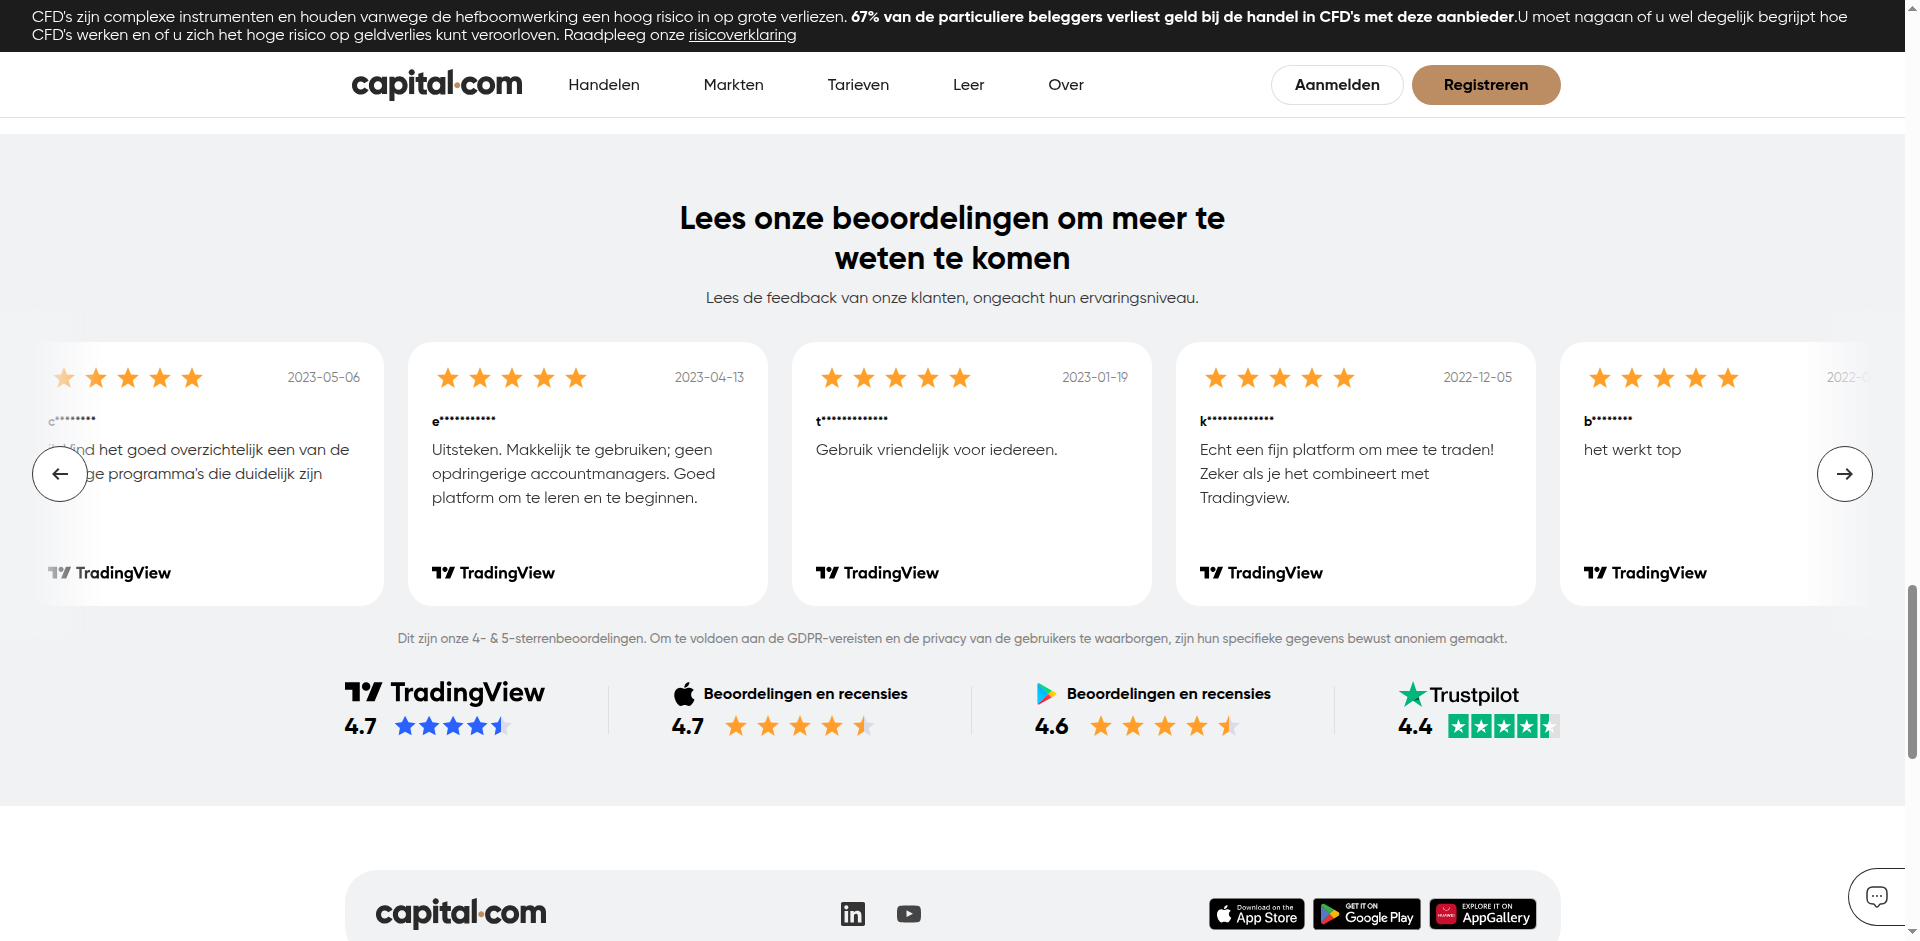 CFD's zijn complexe instrumenten en houden vanwege de hefboomwerking een hoog risico in op grote verliezen. 67% van de particuliere beleggers verliest geld bij de handel in CFD's met deze aanbieder.U moet nagaan of u wel degelijk begrijpt hoe
CFD's werken en of u zich het hoge risico op geldverlies kunt veroorloven. Raadpleeg onze risicoverklaring
capital.com Handelen Markten Tarieven Leer Over Aanmelden Registreren
Lees onze beoordelingen om meer te
weten te komen
Lees de feedback van onze klanten, ongeacht hun ervaringsniveau.
2023-05-06
c********
find het goed overzichtelijk een van de
programma's die duidelijk zijn
TradingView
2023-04-13
e***********
Uitsteken. Makkelijk te gebruiken; geen
opdringerige accountmanagers. Goed
platform om te leren en te beginnen.
TradingView
2023-01-19
t*************
Gebruik vriendelijk voor iedereen.
TradingView
2022-12-05
k*************
Echt een fijn platform om mee te traden!
Zeker als je het combineert met
Tradingview.
TradingView
2022-
b********
het werkt top
TradingView
Dit zijn onze 4- & 5-sterrenbeoordelingen. Om te voldoen aan de GDPR-vereisten en de privacy van de gebruikers te waarborgen, zijn hun specifieke gegevens bewust anoniem gemaakt.
TradingView
4.7
Beoordelingen en recensies
4.7
Beoordelingen en recensies
4.6
Trustpilot
4.4
capital.com
in
Download on the
App Store
GET IT ON
Google Play
HUAWEI
EXPLORE IT ON
AppGallery